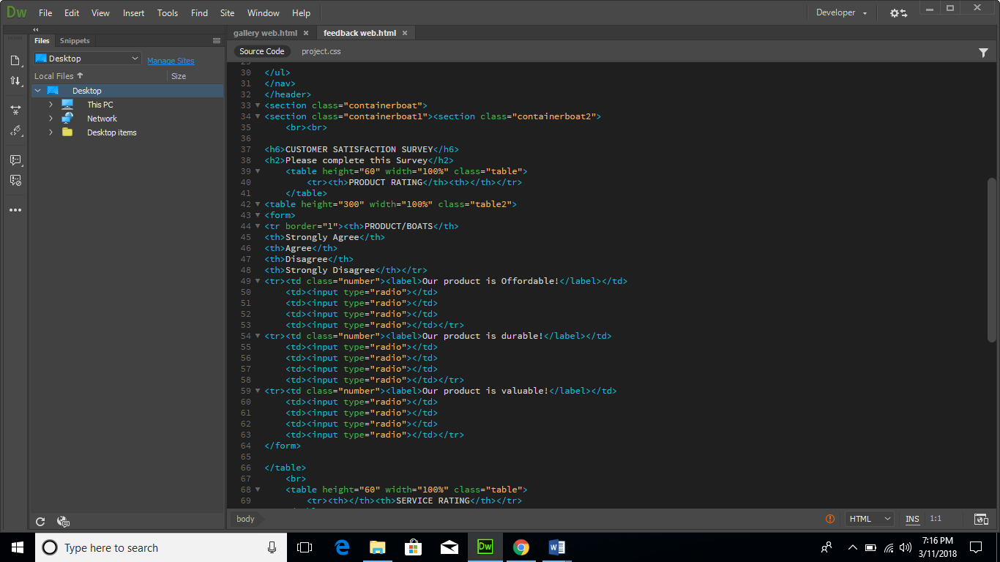 Dw File Edit View Insert Tools Find Site Window Help Developer
Files Snippets
gallery web.html × feedback web.html ×
Desktop Manage Sites
Source Code project.css
Local Files Size
Desktop
This PC
Network
Desktop items
29
30 </ul>
31 </nav>
32 </header>
33 <section class="containerboat">
34 <section class="containerboat1"><section class="containerboat2">
35 <br><br>
36
37 <h6>CUSTOMER SATISFACTION SURVEY</h6>
38 <h2>Please complete this Survey</h2>
39 <table height="60" width="100%" class="table">
40 <tr><th>PRODUCT RATING</th><th></th></tr>
41 </table>
42 <table height="300" width="100%" class="table2">
43 <form>
44 <tr border="1"><th>PRODUCT/BOATS</th>
45 <th>Strongly Agree</th>
46 <th>Agree</th>
47 <th>Disagree</th>
48 <th>Strongly Disagree</th></tr>
49 <tr><td class="number"><label>Our product is Offordable!</label></td>
50 <td><input type="radio"></td>
51 <td><input type="radio"></td>
52 <td><input type="radio"></td>
53 <td><input type="radio"></td></tr>
54 <tr><td class="number"><label>Our product is durable!</label></td>
55 <td><input type="radio"></td>
56 <td><input type="radio"></td>
57 <td><input type="radio"></td>
58 <td><input type="radio"></td></tr>
59 <tr><td class="number"><label>Our product is valuable!</label></td>
60 <td><input type="radio"></td>
61 <td><input type="radio"></td>
62 <td><input type="radio"></td>
63 <td><input type="radio"></td></tr>
64 </form>
65
66 </table>
67 <br>
68 <table height="60" width="100%" class="table">
69 <tr><th></th><th>SERVICE RATING</th></tr>
body HTML INS 1:1
Type here to search
Dw
7:16 PM
3/11/2018